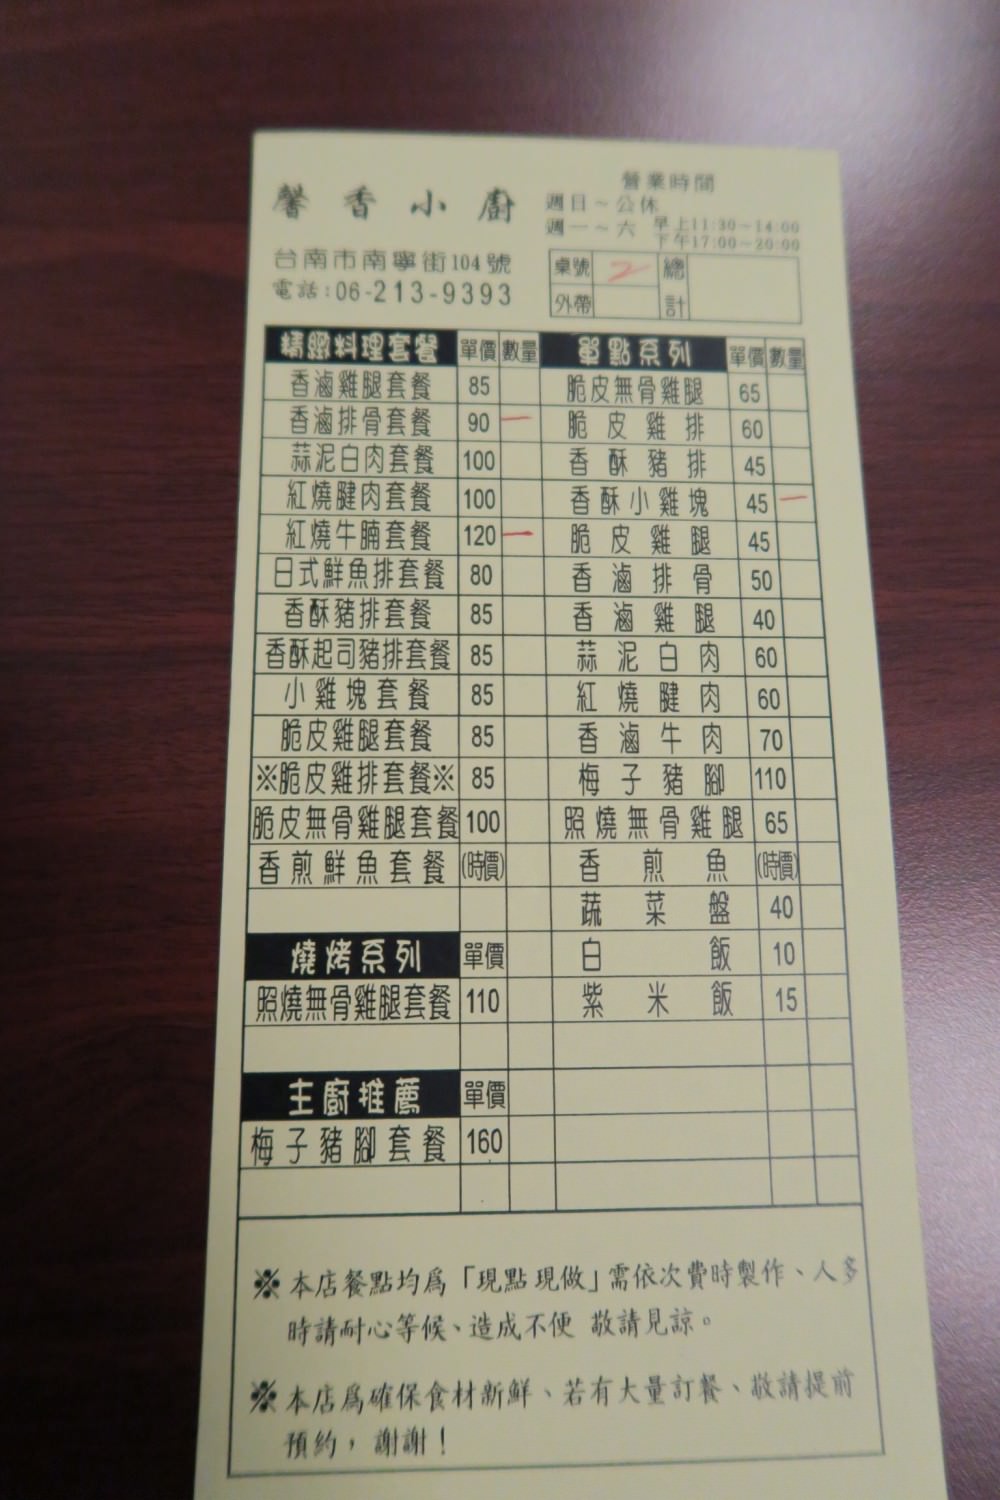 馨香小廚
營業時間
週日～公休
週一～六 早上11:30～14:00
下午17:00～20:00
台南市南寧街104號
電話:06-213-9393
桌號 2 總計
外帶
精緻料理套餐 單價 數量
香滷雞腿套餐 85
香滷排骨套餐 90 一
蒜泥白肉套餐 100
紅燒腱肉套餐 100
紅燒牛腩套餐 120 一
日式鮮魚排套餐 80
香酥豬排套餐 85
香酥起司豬排套餐 85
小雞塊套餐 85
脆皮雞腿套餐 85
※脆皮雞排套餐※ 85
脆皮無骨雞腿套餐 100
香煎鮮魚套餐 (時價)
燒烤系列 單價
照燒無骨雞腿套餐 110
主廚推薦 單價
梅子豬腳套餐 160
單點系列 單價 數量
脆皮無骨雞腿 65
脆皮雞排 60
香酥豬排 45
香酥小雞塊 45 一
脆皮雞腿 45
香滷排骨 50
香滷雞腿 40
蒜泥白肉 60
紅燒腱肉 60
香滷牛肉 70
梅子豬腳 110
照燒無骨雞腿 65
香煎魚 (時價)
蔬菜盤 40
白飯 10
紫米飯 15
※本店餐點均為「現點現做」需依次費時製作、人多
時請耐心等候、造成不便 敬請見諒。
※本店為確保食材新鮮、若有大量訂餐、敬請提前
預約，謝謝！